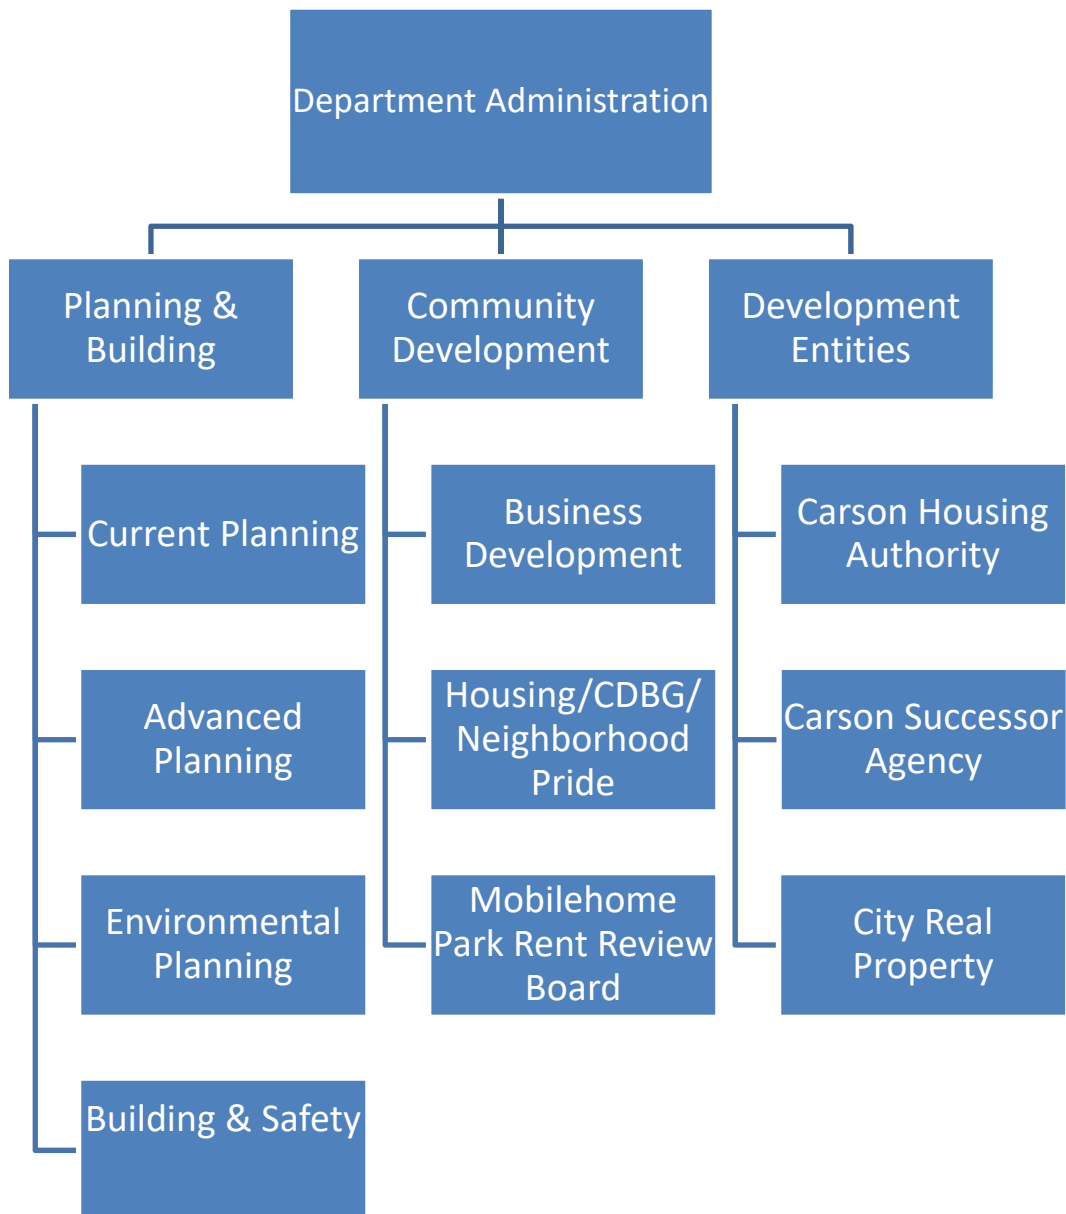 Department Administration
Planning &
Building
Community
Development
Development
Entities
Current Planning
Business
Development
Carson Housing
Authority
Advanced
Planning
Housing/CDBG/
Neighborhood
Pride
Carson Successor
Agency
Environmental
Planning
Mobilehome
Park Rent Review
Board
City Real
Property
Building & Safety